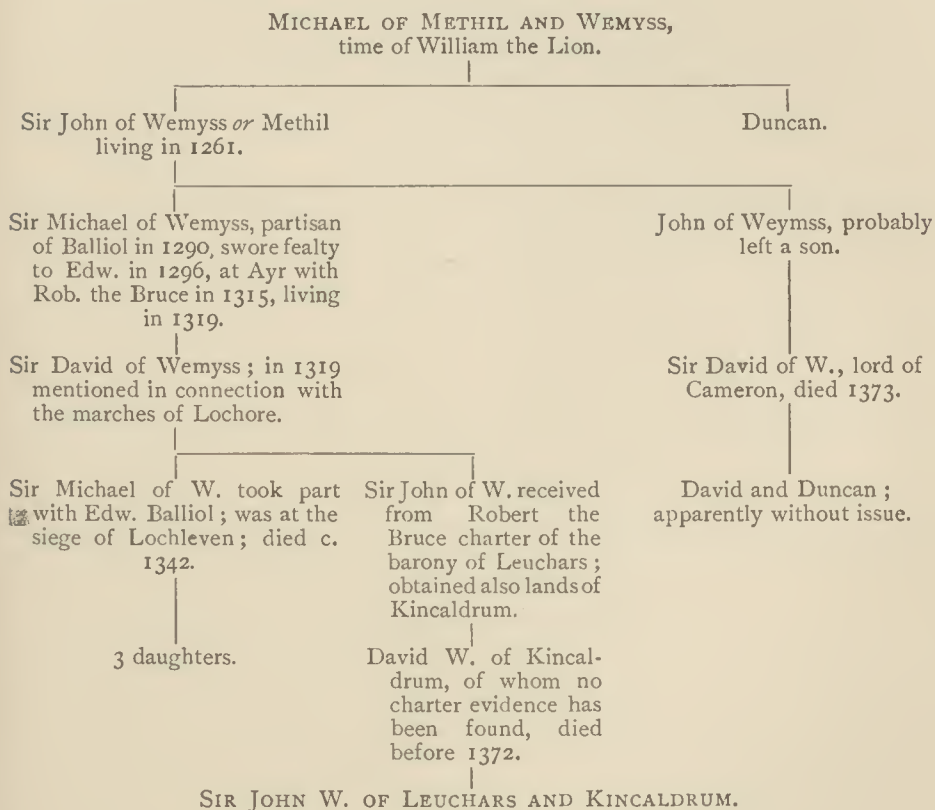 MICHAEL OF METHIL AND WEMYSS,
time of William the Lion.
Sir John of Wemyss or Methil
living in 1261.
Duncan.
Sir Michael of Wemyss, partisan
of Balliol in 1290, swore fealty
to Edw. in 1296, at Ayr with
Rob. the Bruce in 1315, living
in 1319.
John of Weymss, probably
left a son.
Sir David of Wemyss; in 1319
mentioned in connection with
the marches of Lochore.
Sir David of W., lord of
Cameron, died 1373.
Sir Michael of W. took part
with Edw. Balliol; was at the
siege of Lochleven; died c.
1342.
Sir John of W. received
from Robert the
Bruce charter of the
barony of Leuchars;
obtained also lands of
Kincaldrum.
David and Duncan;
apparently without issue.
3 daughters.
David W. of Kincal-
drum, of whom no
charter evidence has
been found, died
before 1372.
SIR JOHN W. OF LEUCHARS AND KINCALDRUM.